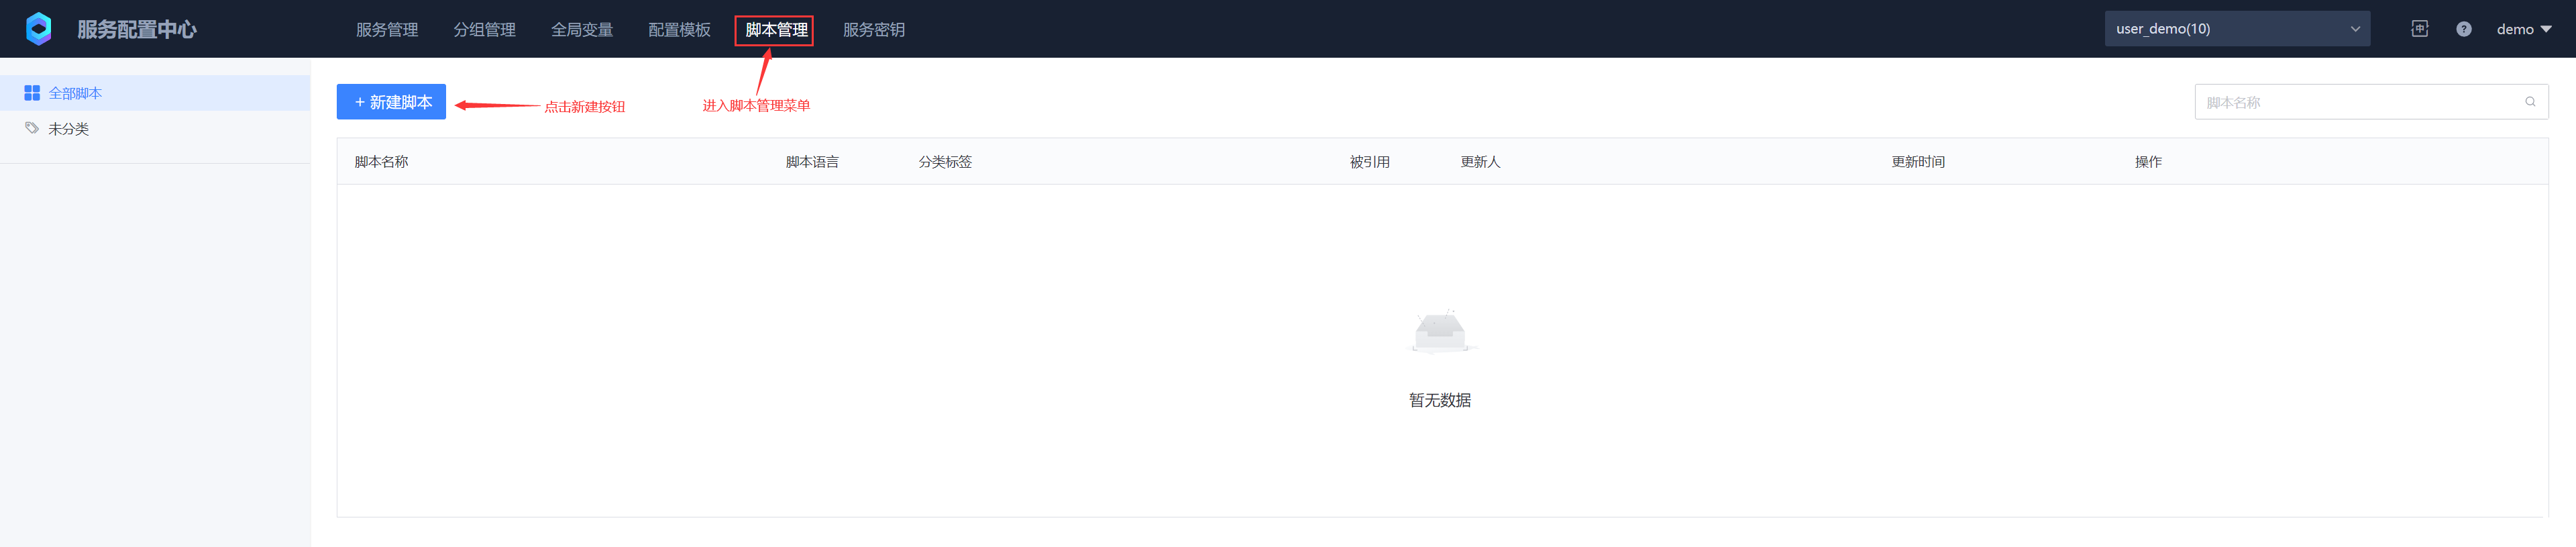 服务配置中心 服务管理 分组管理 全局变量 配置模板 脚本管理 服务密钥 user_demo(10) 中 ? demo
全部脚本
未分类
+ 新建脚本 点击新建按钮 进入脚本管理菜单 脚本名称
脚本名称 脚本语言 分类标签 被引用 更新人 更新时间 操作
暂无数据